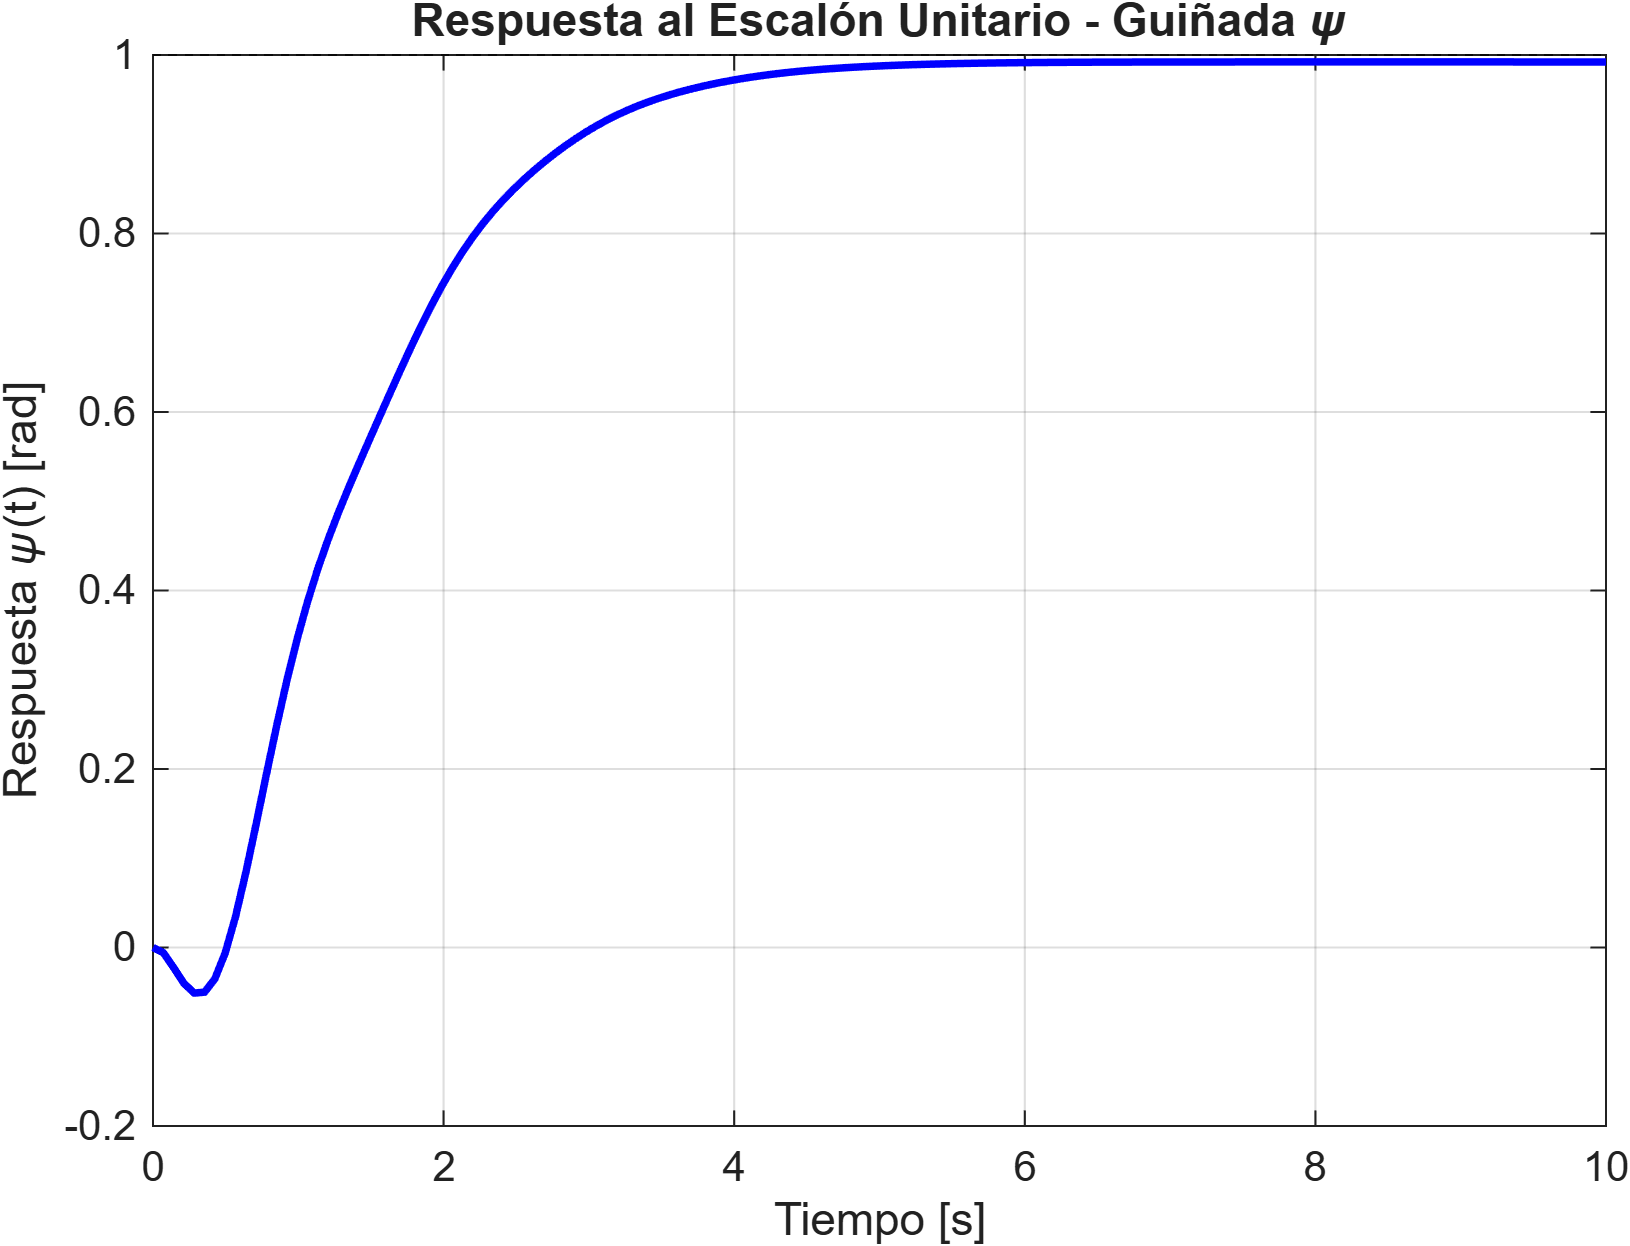 Respuesta al Escalón Unitario - Guiñada ψ
1
0.8
0.6
0.4
0.2
0
-0.2
Respuesta ψ(t) [rad]
0 2 4 6 8 10
Tiempo [s]